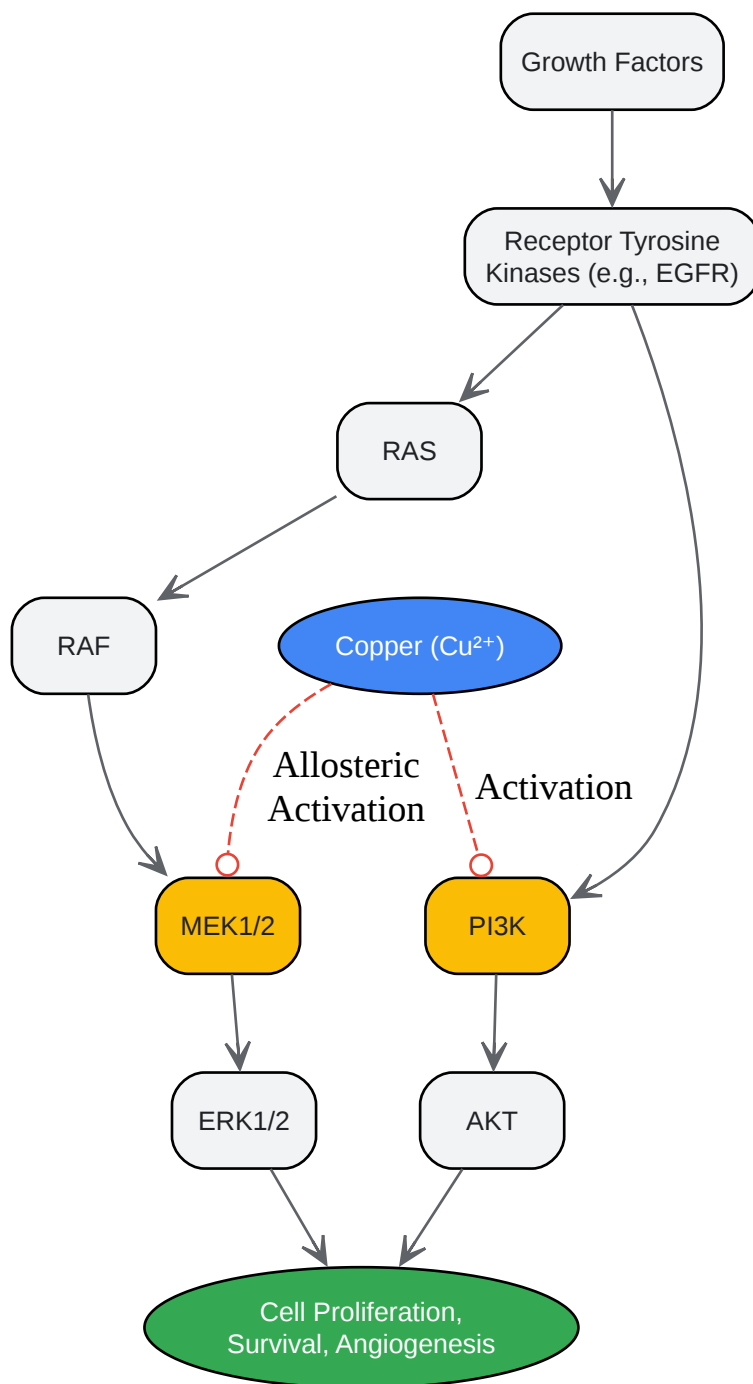 Growth Factors
Receptor Tyrosine
Kinases (e.g., EGFR)
RAS
RAF
Copper (Cu²⁺)
Allosteric
Activation
Activation
MEK1/2
PI3K
ERK1/2
AKT
Cell Proliferation,
Survival, Angiogenesis